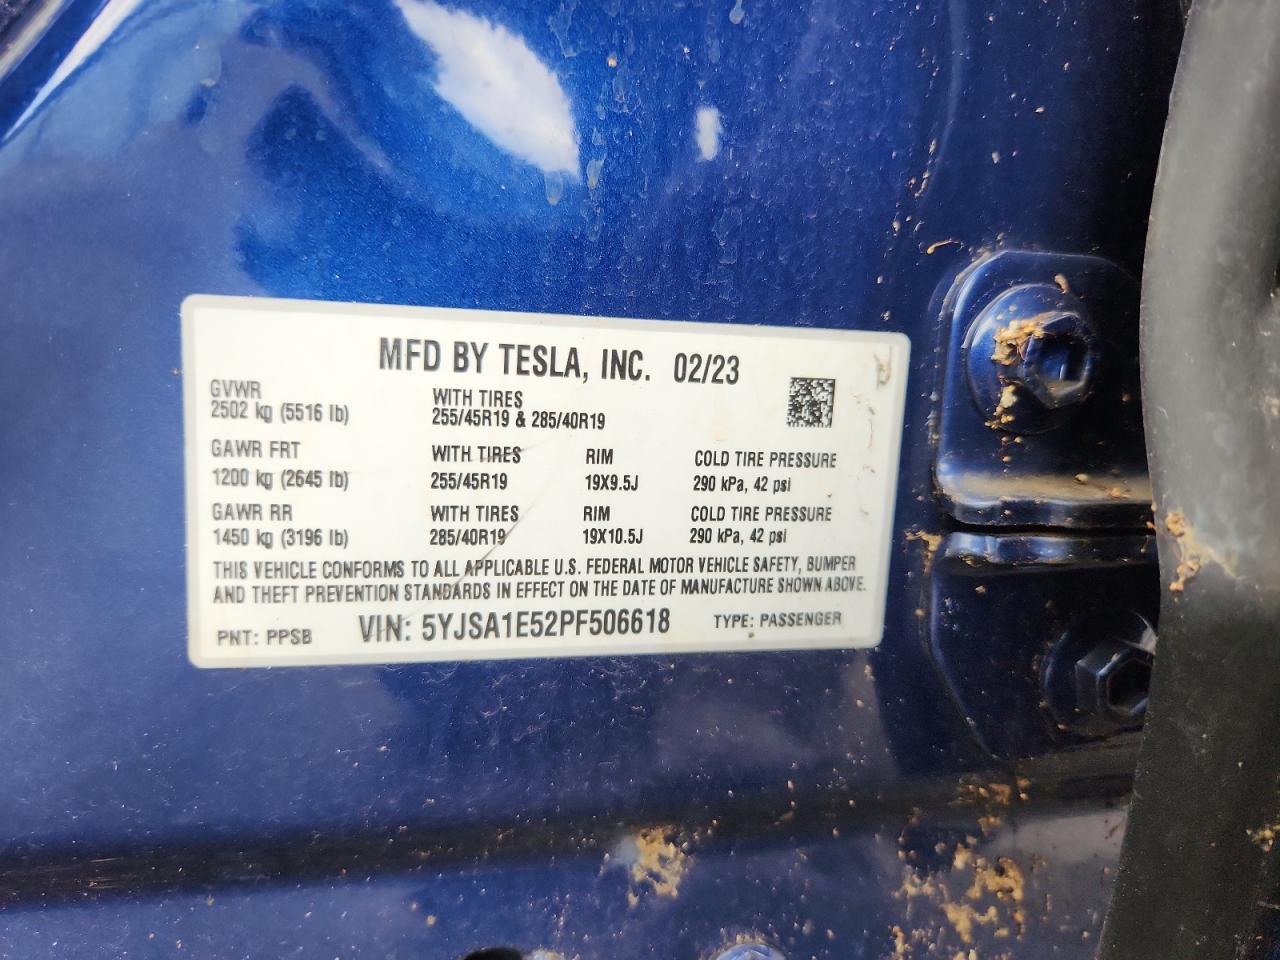 MFD BY TESLA, INC. 02/23
GVWR
2502 kg (5516 lb)
WITH TIRES
255/45R19 & 285/40R19
GAWR FRT
1200 kg (2645 lb)
WITH TIRES
255/45R19
RIM
19X9.5J
COLD TIRE PRESSURE
290 kPa, 42 psi
GAWR RR
1450 kg (3196 lb)
WITH TIRES
285/40R19
RIM
19X10.5J
COLD TIRE PRESSURE
290 kPa, 42 psi
THIS VEHICLE CONFORMS TO ALL APPLICABLE U.S. FEDERAL MOTOR VEHICLE SAFETY, BUMPER
AND THEFT PREVENTION STANDARDS IN EFFECT ON THE DATE OF MANUFACTURE SHOWN ABOVE.
PNT: PPSB VIN: 5YJSA1E52PF506618 TYPE: PASSENGER